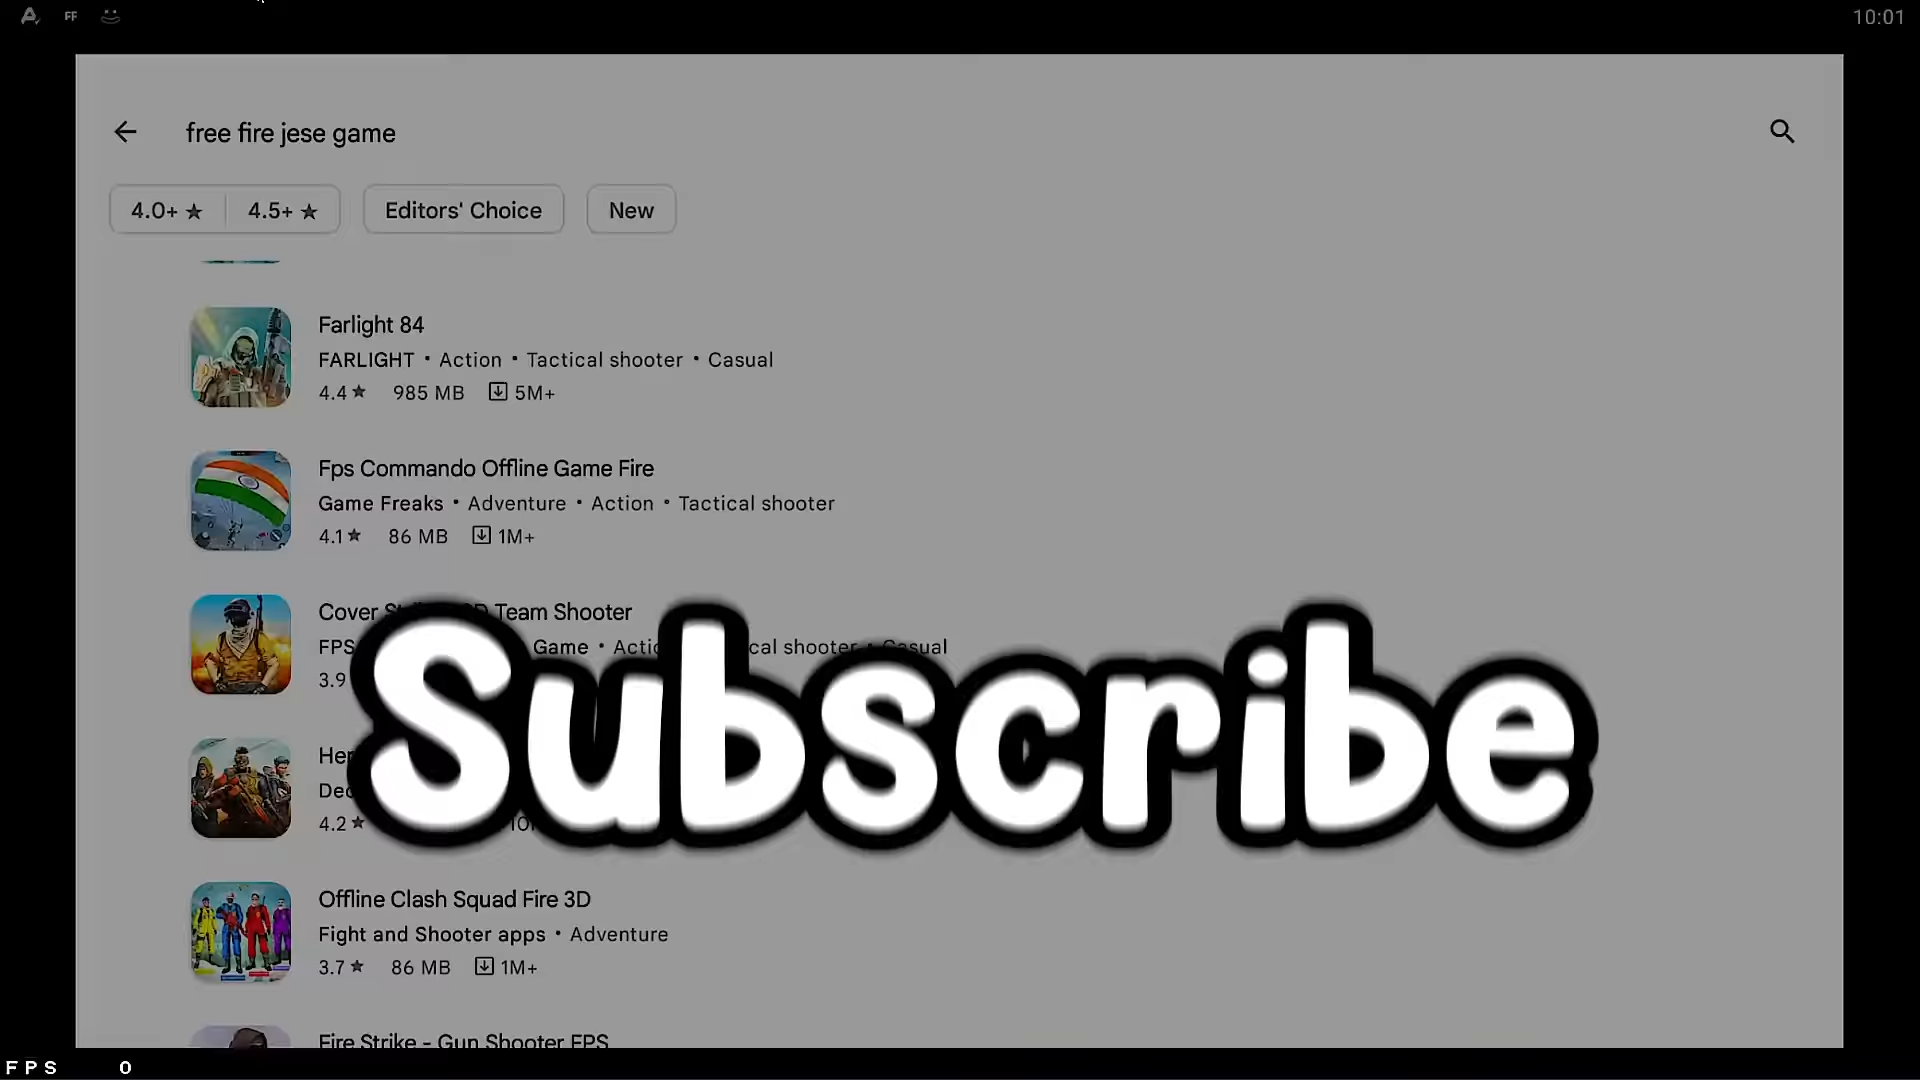 FF
10:01
free fire jese game
4.0+ ★ 4.5+ ★ Editors' Choice New
Farlight 84
FARLIGHT • Action • Tactical shooter • Casual
4.4★ 985 MB 5M+
Fps Commando Offline Game Fire
Game Freaks • Adventure • Action • Tactical shooter
4.1★ 86 MB 1M+
Cover Team Shooter
FPS Game • shooter • Casual
3.9
4.2★
Subscribe
Offline Clash Squad Fire 3D
Fight and Shooter apps • Adventure
3.7★ 86 MB 1M+
Fire Strike - Gun Shooter FPS
FPS 0